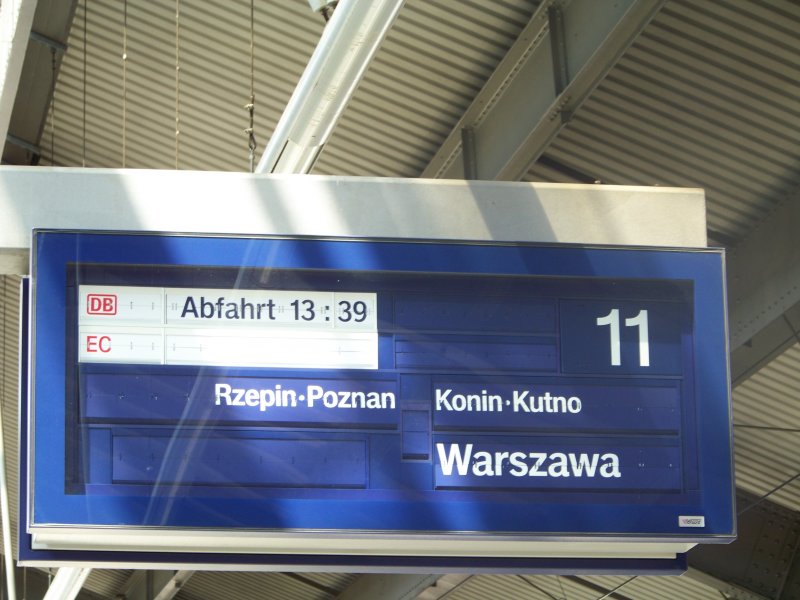 DB Abfahrt 13:39
11
EC
Rzepin·Poznan Konin·Kutno
Warszawa